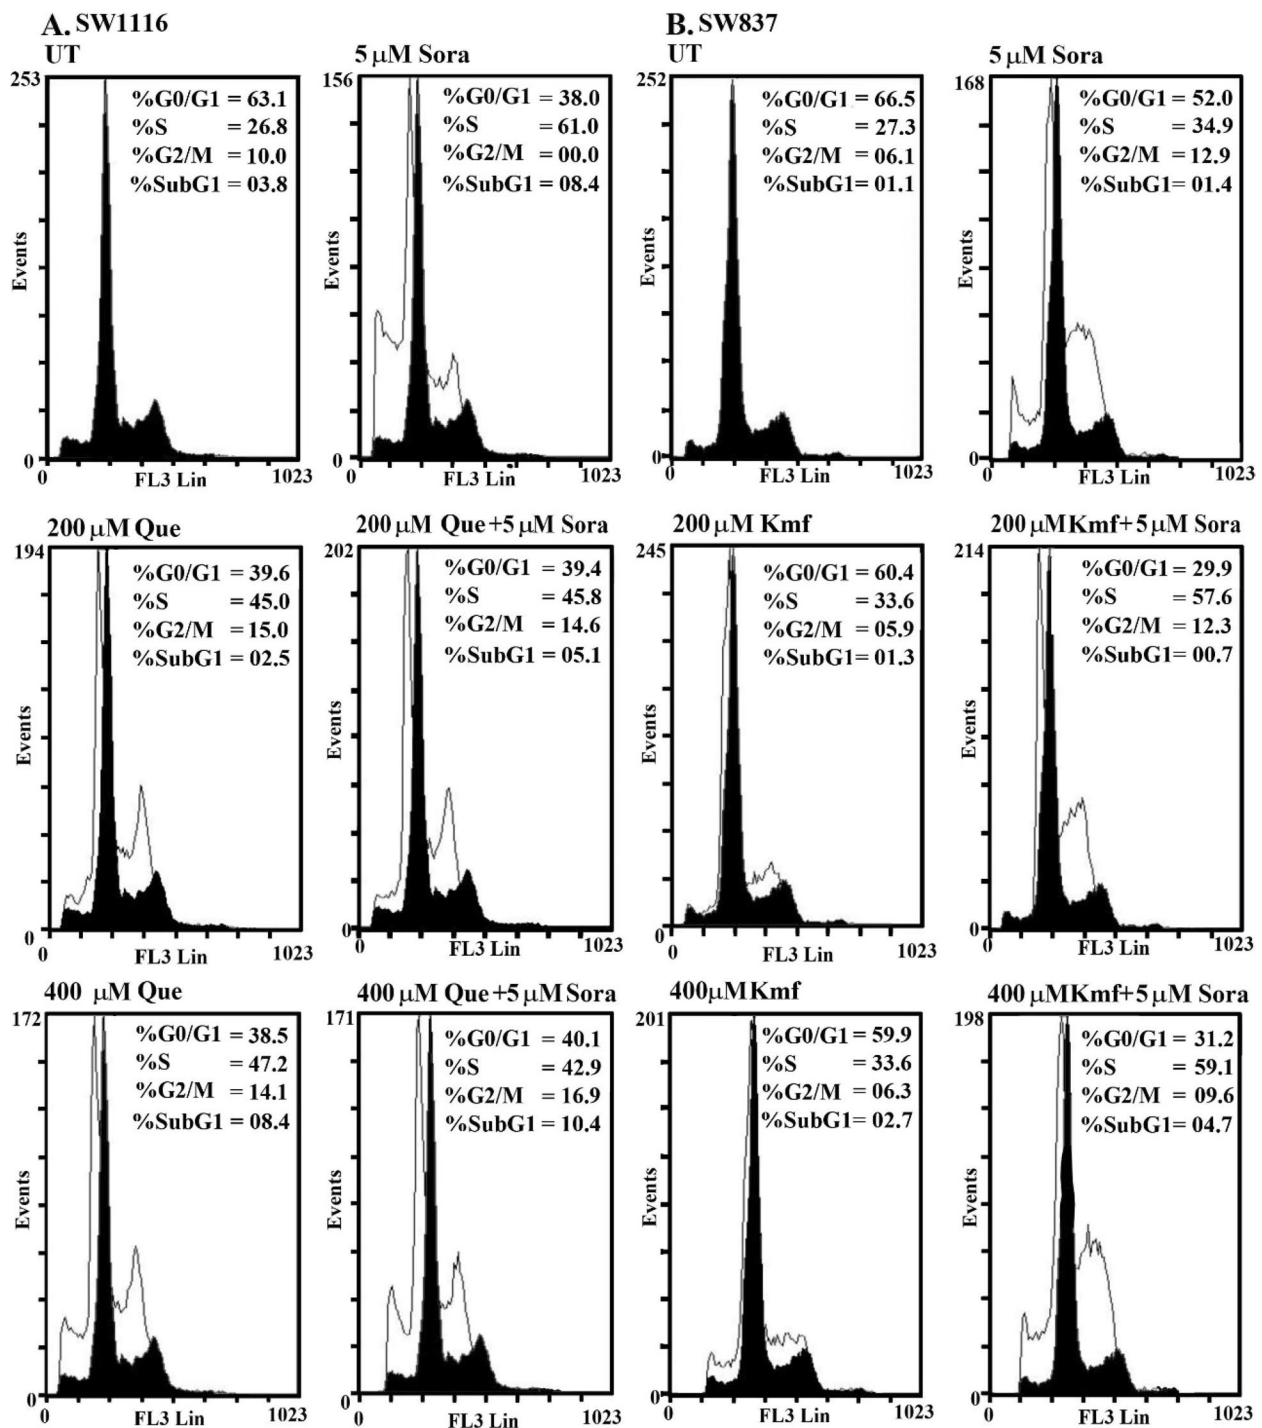 A. SW1116
UT
253
%G0/G1 = 63.1
%S = 26.8
%G2/M = 10.0
%SubG1 = 03.8
Events
0
0 FL3 Lin 1023
5 μM Sora
156
%G0/G1 = 38.0
%S = 61.0
%G2/M = 00.0
%SubG1 = 08.4
Events
0
0 FL3 Lin 1023
B. SW837
UT
252
%G0/G1 = 66.5
%S = 27.3
%G2/M = 06.1
%SubG1= 01.1
Events
0
0 FL3 Lin 1023
5 μM Sora
168
%G0/G1 = 52.0
%S = 34.9
%G2/M = 12.9
%SubG1= 01.4
Events
0
0 FL3 Lin 1023
200 μM Que
194
%G0/G1 = 39.6
%S = 45.0
%G2/M = 15.0
%SubG1 = 02.5
Events
0
0 FL3 Lin 1023
200 μM Que+5 μM Sora
202
%G0/G1 = 39.4
%S = 45.8
%G2/M = 14.6
%SubG1 = 05.1
Events
0
0 FL3 Lin 1023
200 μM Kmf
245
%G0/G1 = 60.4
%S = 33.6
%G2/M = 05.9
%SubG1= 01.3
Events
0
0 FL3 Lin 1023
200 μM Kmf+5 μM Sora
214
%G0/G1 = 29.9
%S = 57.6
%G2/M = 12.3
%SubG1= 00.7
Events
0
0 FL3 Lin 1023
400 μM Que
172
%G0/G1 = 38.5
%S = 47.2
%G2/M = 14.1
%SubG1 = 08.4
Events
0
0 FL3 Lin 1023
400 μM Que+5 μM Sora
171
%G0/G1 = 40.1
%S = 42.9
%G2/M = 16.9
%SubG1 = 10.4
Events
0
0 FL3 Lin 1023
400μM Kmf
201
%G0/G1 = 59.9
%S = 33.6
%G2/M = 06.3
%SubG1= 02.7
Events
0
0 FL3 Lin 1023
400 μM Kmf+5 μM Sora
198
%G0/G1 = 31.2
%S = 59.1
%G2/M = 09.6
%SubG1= 04.7
Events
0
0 FL3 Lin 1023